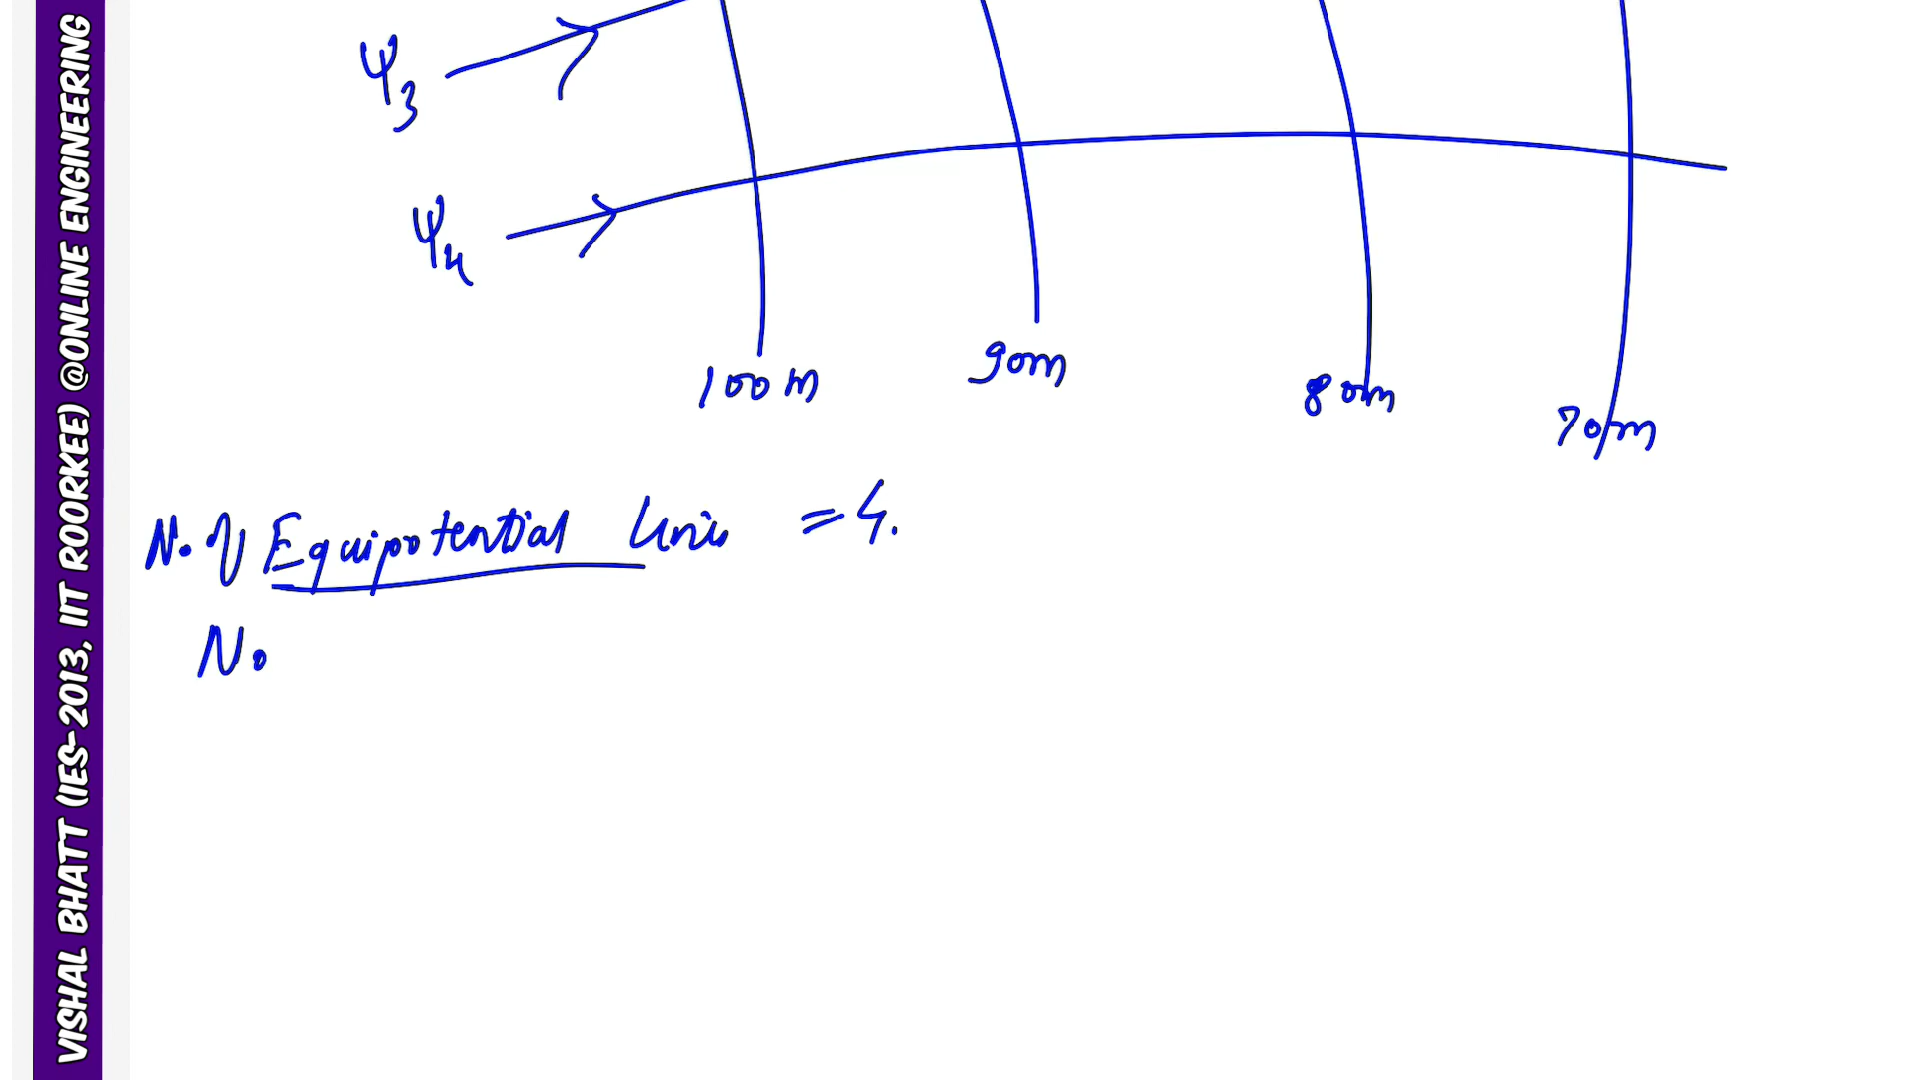 VISHAL BHATT (IES-2013, IIT ROORKEE) @ONLINE ENGINEERING
ψ3
ψ4
100 m
90m
80m
70m
No. of Equipotential lines = 4.
No